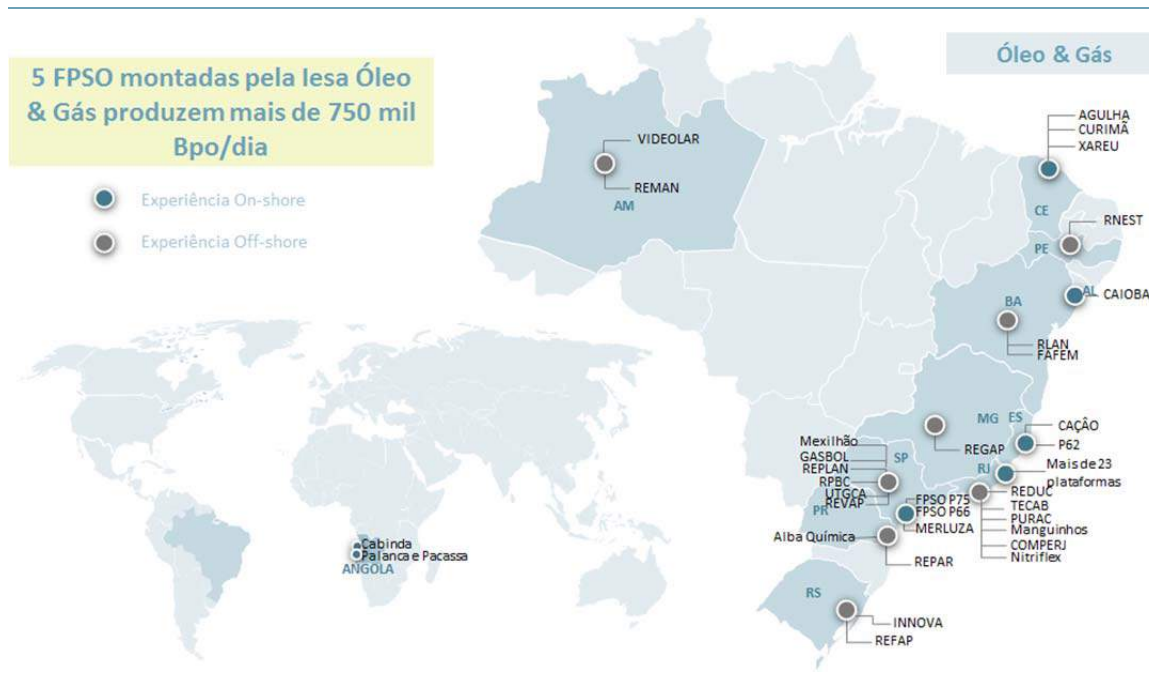 Óleo & Gás
5 FPSO montadas pela Iesa Óleo
& Gás produzem mais de 750 mil
Bpo/dia
Experiência On-shore
Experiência Off-shore
VIDEOLAR
REMAN
AM
AGULHA
CURIMÃ
XAREU
CE
RNEST
PE
AL
CAIOBA
BA
RLAN
FAFEM
MG
ES
CAÇÂO
P62
REGAP
Mexilhão
GASBOL
REPLAN
RPBC
UTGCA
REVAP
SP
RJ
Mais de 23
plataformas
REDUC
TECAB
PURAC
Manguinhos
COMPERJ
Nitriflex
FPSO P75
FPSO P66
MERLUZA
PR
Alba Química
REPAR
RS
INNOVA
REFAP
Cabinda
Palanca e Pacassa
ANGOLA